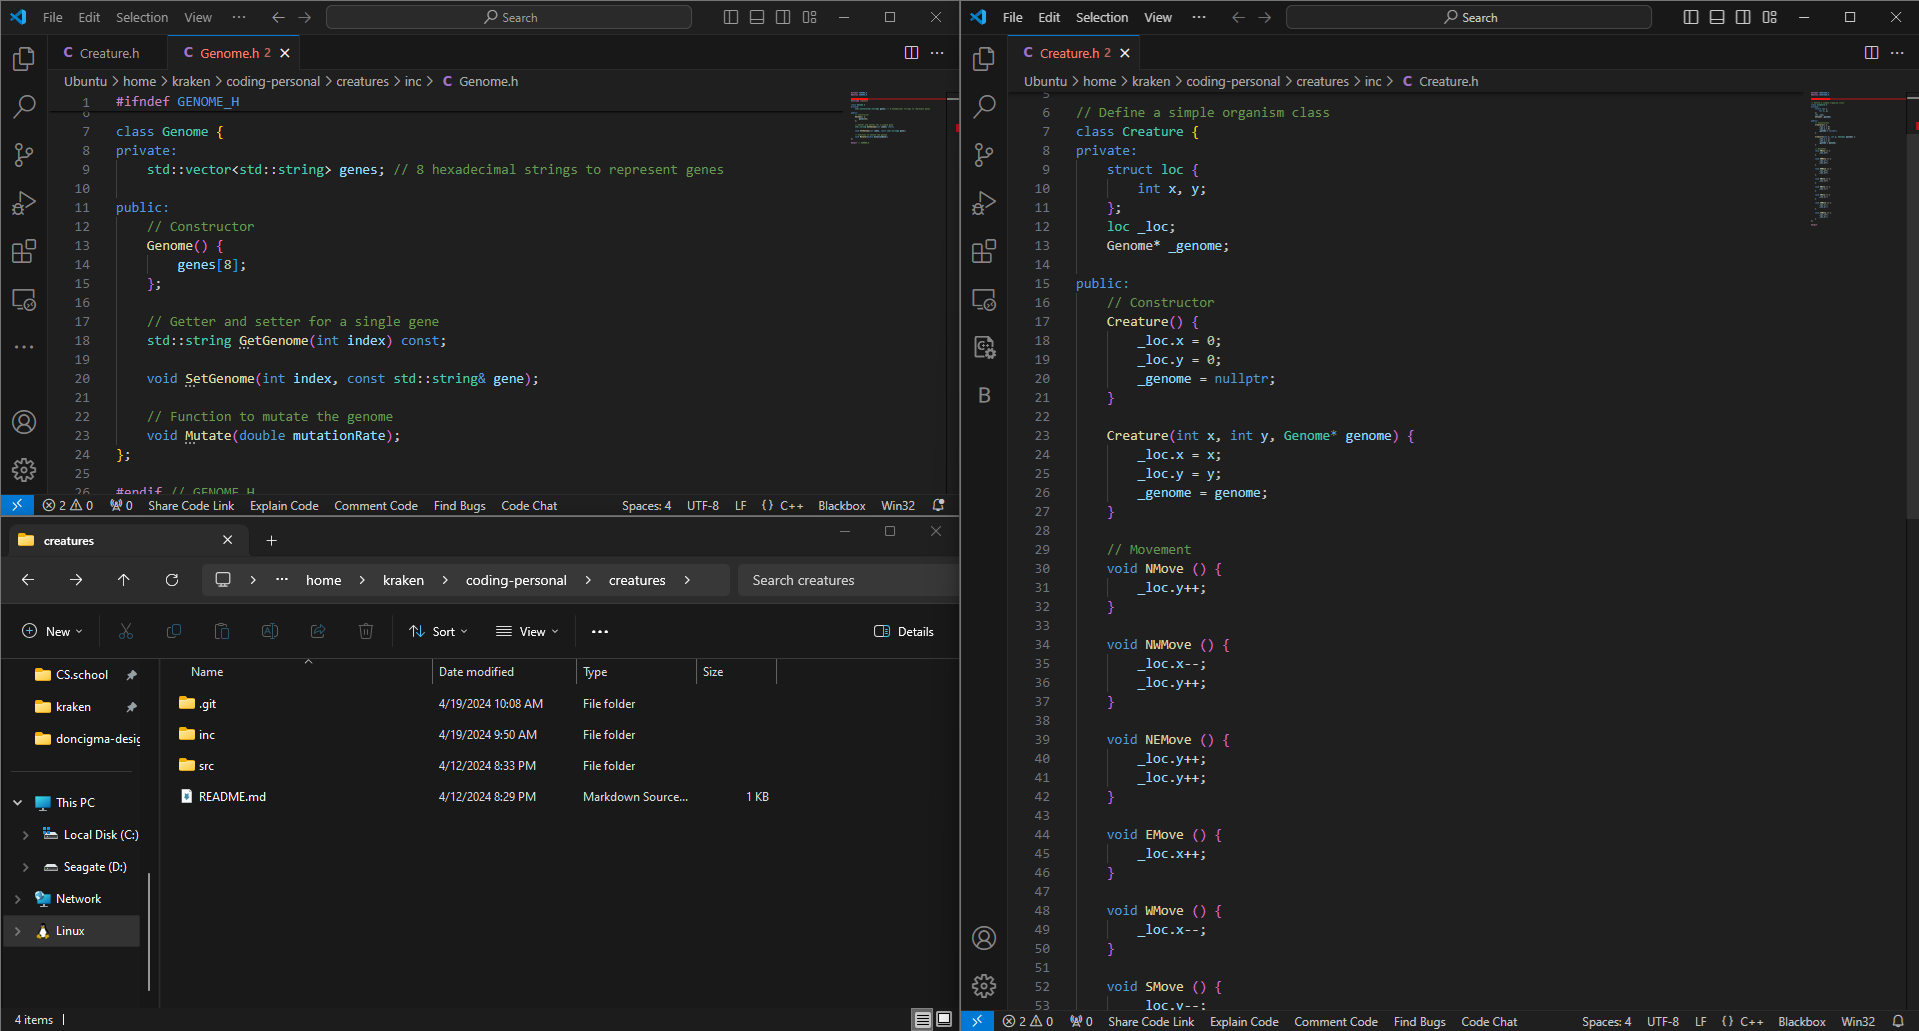 File Edit Selection View ··· Search
Creature.h Genome.h 2
Ubuntu > home > kraken > coding-personal > creatures > inc > C Genome.h
1 #ifndef GENOME_H
6
7 class Genome {
8 private:
9 std::vector<std::string> genes; // 8 hexadecimal strings to represent genes
10
11 public:
12 // Constructor
13 Genome() {
14 genes[8];
15 };
16
17 // Getter and setter for a single gene
18 std::string GetGenome(int index) const;
19
20 void SetGenome(int index, const std::string& gene);
21
22 // Function to mutate the genome
23 void Mutate(double mutationRate);
24 };
25
26 #endif // GENOME_H
2 0 0 Share Code Link Explain Code Comment Code Find Bugs Code Chat Spaces: 4 UTF-8 LF {} C++ Blackbox Win32
creatures
··· > home > kraken > coding-personal > creatures > Search creatures
New Sort View ··· Details
Name Date modified Type Size
CS.school
kraken
doncigma-desig
This PC
Local Disk (C:)
Seagate (D:)
Network
Linux
.git 4/19/2024 10:08 AM File folder
inc 4/19/2024 9:50 AM File folder
src 4/12/2024 8:33 PM File folder
README.md 4/12/2024 8:29 PM Markdown Source... 1 KB
4 items
File Edit Selection View ··· Search
C Creature.h 2
Ubuntu > home > kraken > coding-personal > creatures > inc > C Creature.h
5
6 // Define a simple organism class
7 class Creature {
8 private:
9 struct loc {
10 int x, y;
11 };
12 loc _loc;
13 Genome* _genome;
14
15 public:
16 // Constructor
17 Creature() {
18 _loc.x = 0;
19 _loc.y = 0;
20 _genome = nullptr;
21 }
22
23 Creature(int x, int y, Genome* genome) {
24 _loc.x = x;
25 _loc.y = y;
26 _genome = genome;
27 }
28
29 // Movement
30 void NMove () {
31 _loc.y++;
32 }
33
34 void NWMove () {
35 _loc.x--;
36 _loc.y++;
37 }
38
39 void NEMove () {
40 _loc.y++;
41 _loc.y++;
42 }
43
44 void EMove () {
45 _loc.x++;
46 }
47
48 void WMove () {
49 _loc.x--;
50 }
51
52 void SMove () {
53 _loc.y--;
B
2 0 0 Share Code Link Explain Code Comment Code Find Bugs Code Chat Spaces: 4 UTF-8 LF {} C++ Blackbox Win32